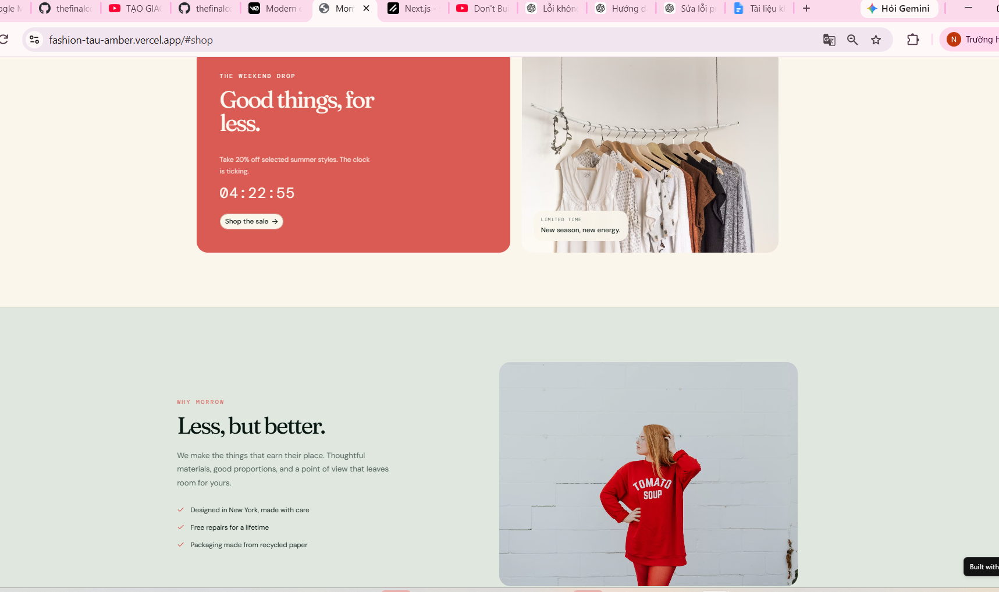 ogle M
thefinalc
TẠO GIA
thefinalc
Modern e
Morr
Next.js -
Don't Bui
Lỗi khôn
Hướng d
Sửa lỗi p
Tài liệu k
Hỏi Gemini
fashion-tau-amber.vercel.app/#shop
N
Trường h
THE WEEKEND DROP
Good things, for
less.
Take 20% off selected summer styles. The clock
is ticking.
04:22:55
Shop the sale →
LIMITED TIME
New season, new energy.
WHY MORROW
Less, but better.
We make the things that earn their place. Thoughtful
materials, good proportions, and a point of view that leaves
room for yours.
Designed in New York, made with care
Free repairs for a lifetime
Packaging made from recycled paper
TOMATO
SOUP
Built with